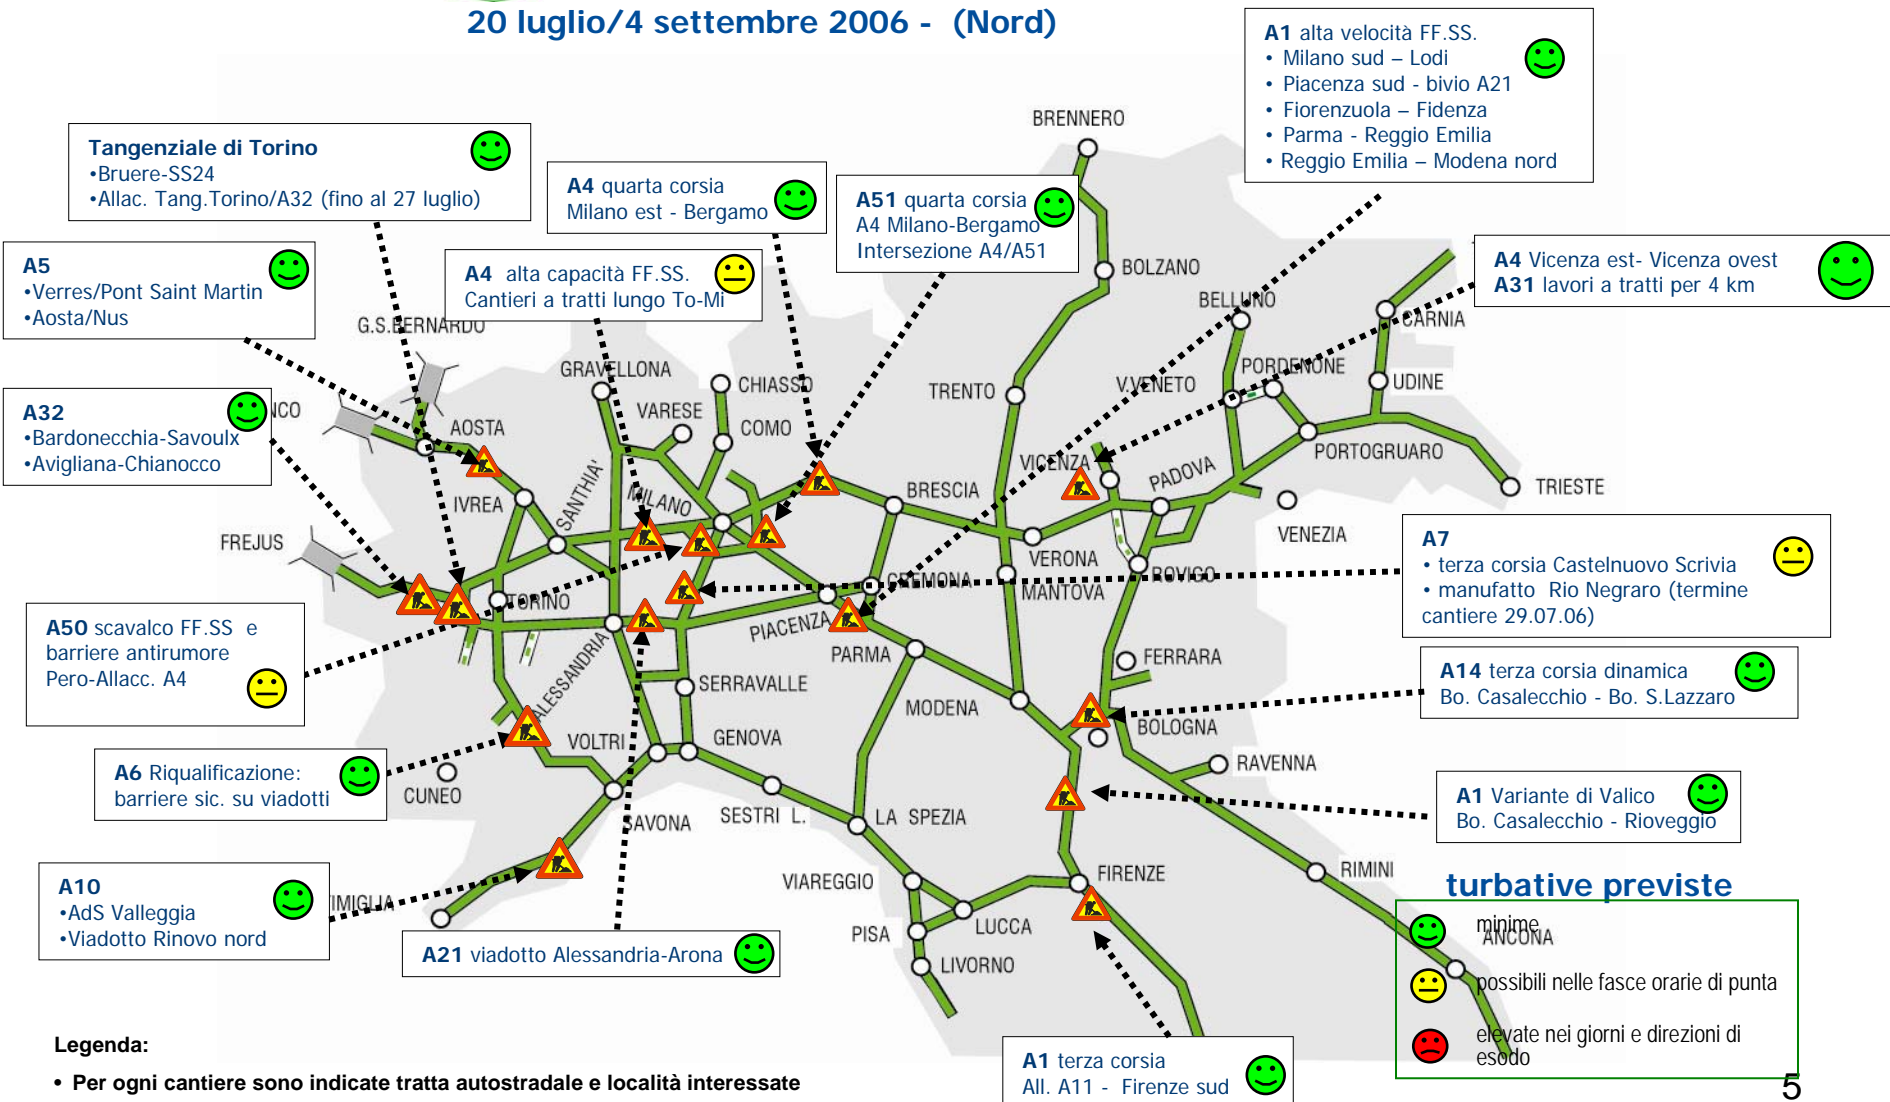 20 luglio/4 settembre 2006 - (Nord)
A1 alta velocità FF.SS.
• Milano sud – Lodi
• Piacenza sud - bivio A21
• Fiorenzuola – Fidenza
• Parma - Reggio Emilia
• Reggio Emilia – Modena nord
Tangenziale di Torino
•Bruere-SS24
•Allac. Tang.Torino/A32 (fino al 27 luglio)
A4 quarta corsia
Milano est - Bergamo
A51 quarta corsia
A4 Milano-Bergamo
Intersezione A4/A51
A5
•Verres/Pont Saint Martin
•Aosta/Nus
A4 alta capacità FF.SS.
Cantieri a tratti lungo To-Mi
A4 Vicenza est- Vicenza ovest
A31 lavori a tratti per 4 km
A32
•Bardonecchia-Savoulx
•Avigliana-Chianocco
A7
• terza corsia Castelnuovo Scrivia
• manufatto Rio Negraro (termine
cantiere 29.07.06)
A50 scavalco FF.SS e
barriere antirumore
Pero-Allacc. A4
A14 terza corsia dinamica
Bo. Casalecchio - Bo. S.Lazzaro
A6 Riqualificazione:
barriere sic. su viadotti
A1 Variante di Valico
Bo. Casalecchio - Rioveggio
A10
•AdS Valleggia
•Viadotto Rinovo nord
A21 viadotto Alessandria-Arona
A1 terza corsia
All. A11 - Firenze sud
BRENNERO
BOLZANO
BELLUNO
CARNIA
G.S.BERNARDO
GRAVELLONA
CHIASSO
TRENTO
V.VENETO
PORDENONE
UDINE
NCO
AOSTA
VARESE
COMO
VICENZA
PADOVA
PORTOGRUARO
TRIESTE
IVREA
SANTHIA'
MILANO
BRESCIA
VENEZIA
FREJUS
VERONA
ROVIGO
TORINO
CREMONA
MANTOVA
PIACENZA
PARMA
FERRARA
ALESSANDRIA
SERRAVALLE
MODENA
BOLOGNA
VOLTRI
GENOVA
RAVENNA
CUNEO
SAVONA
SESTRI L.
LA SPEZIA
VIAREGGIO
FIRENZE
RIMINI
IMIGLIA
PISA
LUCCA
LIVORNO
ANCONA
turbative previste
minime
possibili nelle fasce orarie di punta
elevate nei giorni e direzioni di
esodo
Legenda:
• Per ogni cantiere sono indicate tratta autostradale e località interessate
5